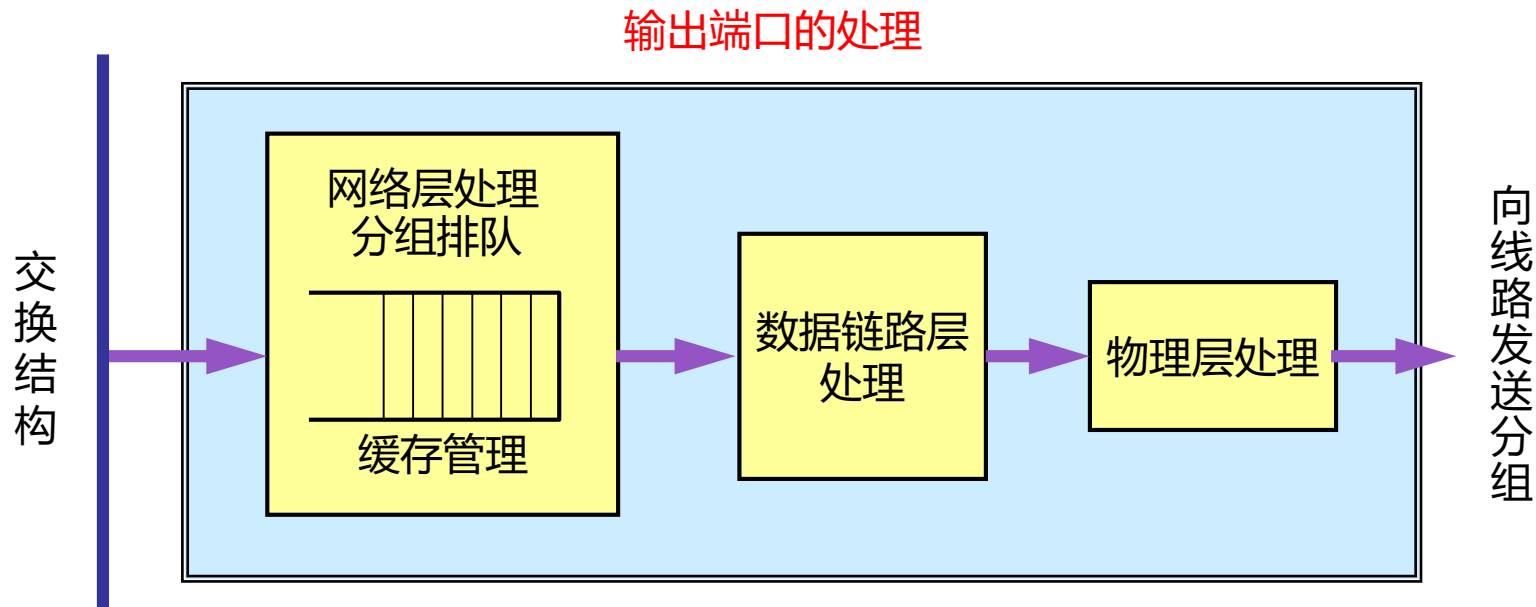 输出端口的处理
交换结构
网络层处理
分组排队
缓存管理
数据链路层
处理
物理层处理
向线路发送分组